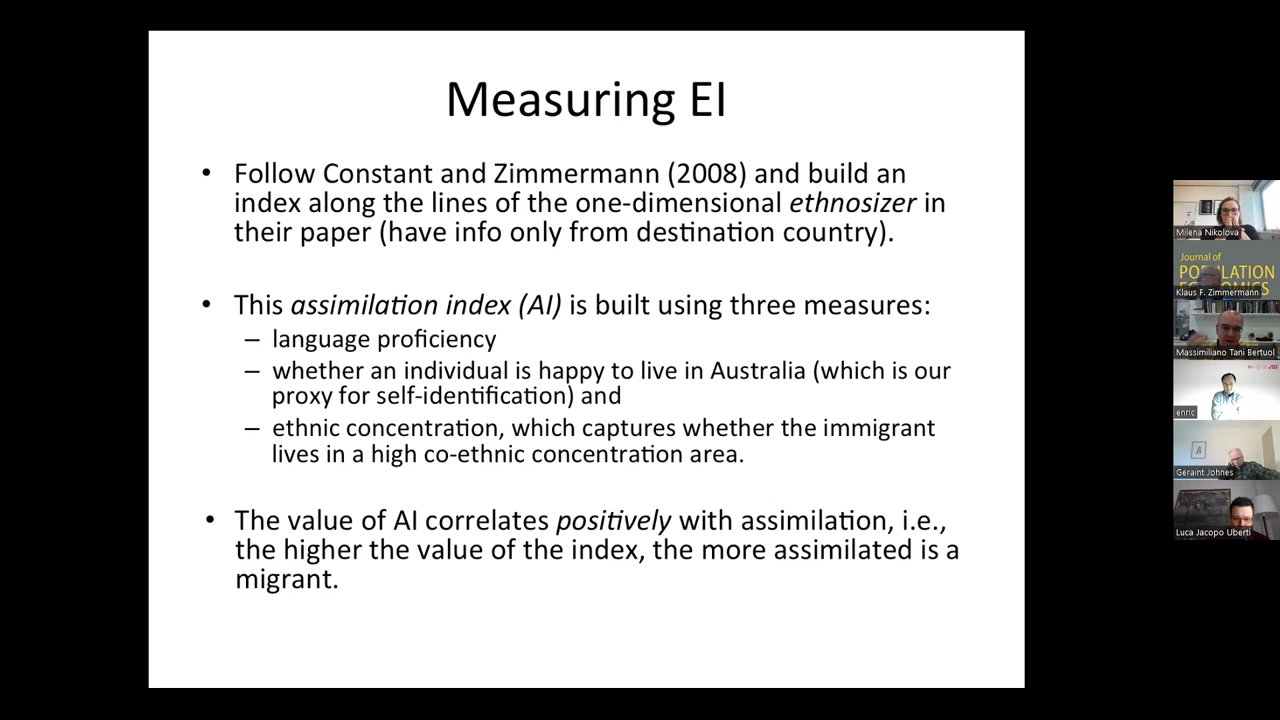 Measuring EI
• Follow Constant and Zimmermann (2008) and build an
index along the lines of the one-dimensional ethnosizer in
their paper (have info only from destination country).
• This assimilation index (AI) is built using three measures:
– language proficiency
– whether an individual is happy to live in Australia (which is our
proxy for self-identification) and
– ethnic concentration, which captures whether the immigrant
lives in a high co-ethnic concentration area.
• The value of AI correlates positively with assimilation, i.e.,
the higher the value of the index, the more assimilated is a
migrant.
Milena Nikolova
Journal of
Klaus F. Zimmermann
Massimiliano Tani Bertuol
enric
Geraint Johnes
Luca Jacopo Uberti